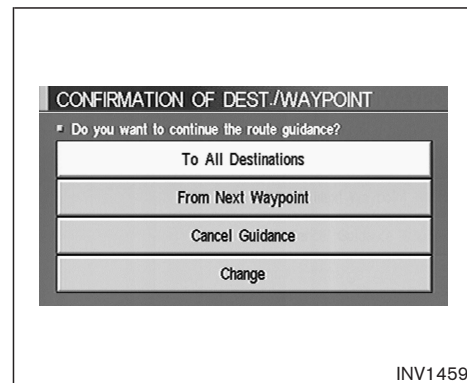 CONFIRMATION OF DEST./WAYPOINT
Do you want to continue the route guidance?
To All Destinations
From Next Waypoint
Cancel Guidance
Change
INV1459